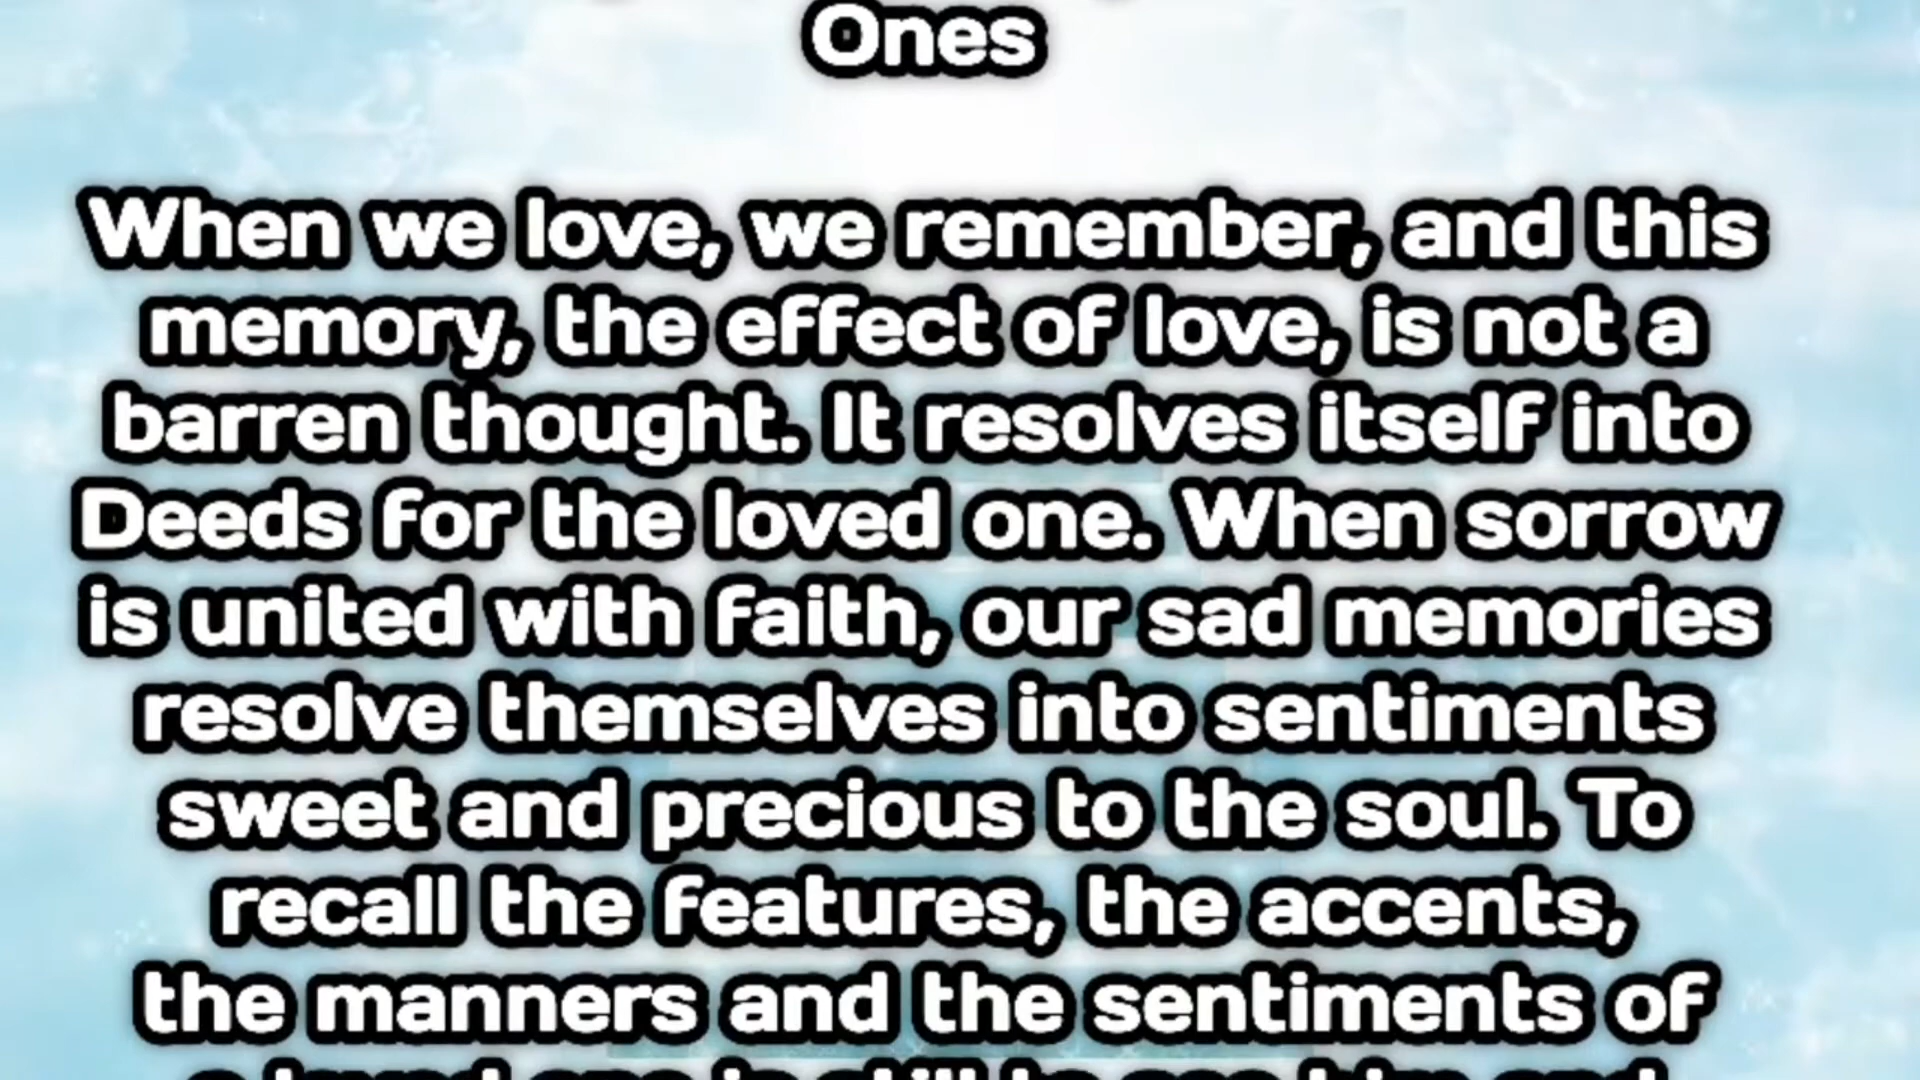 Ones
When we love, we remember, and this
memory, the effect of love, is not a
barren thought. It resolves itself into
Deeds for the loved one. When sorrow
is united with faith, our sad memories
resolve themselves into sentiments
sweet and precious to the soul. To
recall the features, the accents,
the manners and the sentiments of